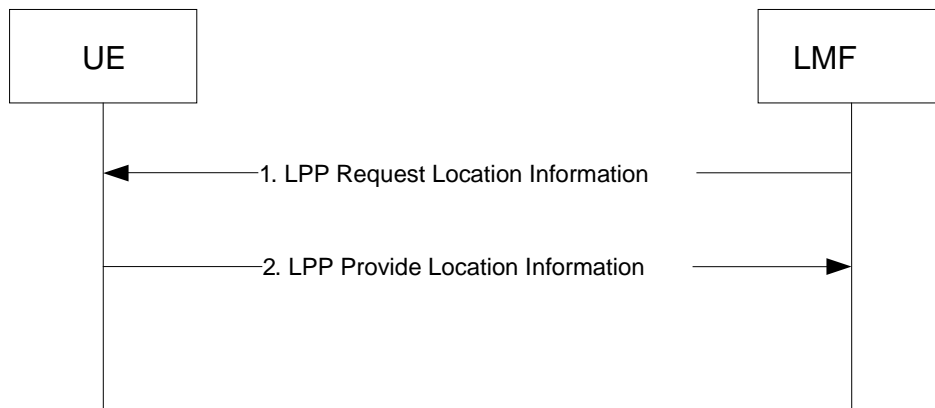 UE
LMF
1. LPP Request Location Information
2. LPP Provide Location Information